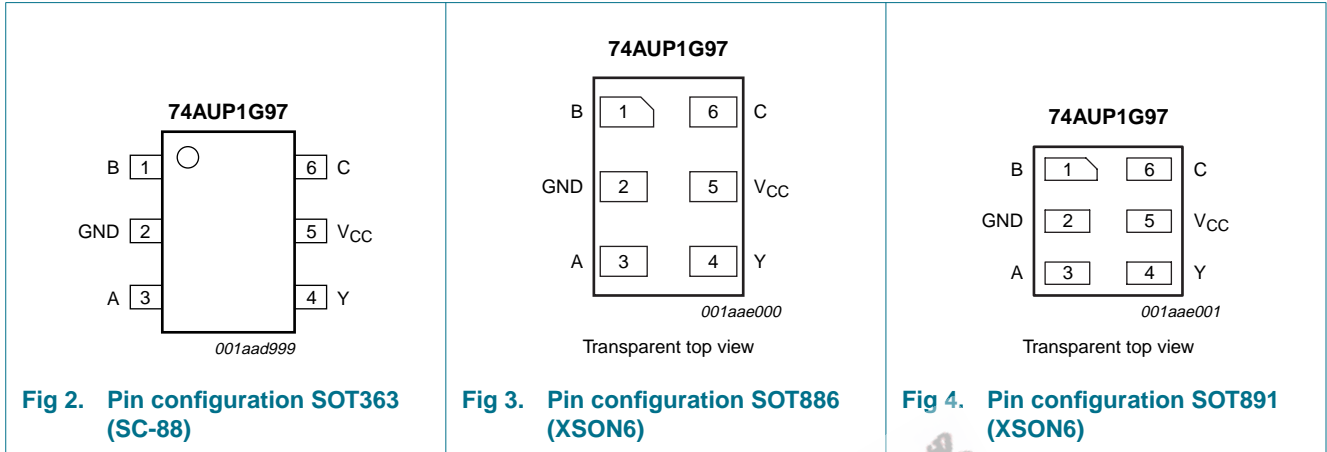 74AUP1G97
B 1 6 C
GND 2 5 VCC
A 3 4 Y
001aad999
Fig 2. Pin configuration SOT363
(SC-88)
74AUP1G97
B 1 6 C
GND 2 5 VCC
A 3 4 Y
001aae000
Transparent top view
Fig 3. Pin configuration SOT886
(XSON6)
74AUP1G97
B 1 6 C
GND 2 5 VCC
A 3 4 Y
001aae001
Transparent top view
Fig 4. Pin configuration SOT891
(XSON6)